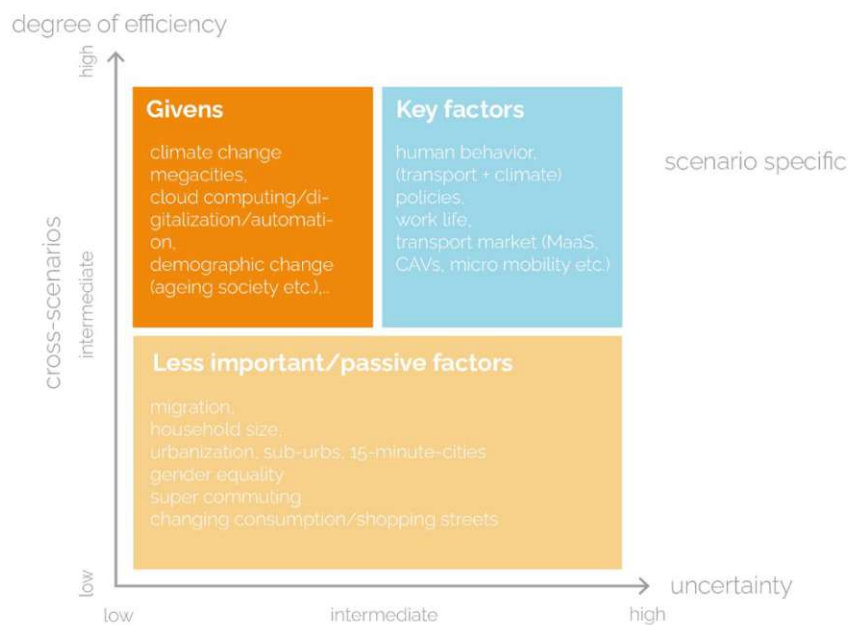 degree of efficiency
high
Givens
climate change
megacities,
cloud computing/di-
gitalization/automati-
on,
demographic change
(ageing society etc.),..
Key factors
human behavior,
(transport + climate)
policies,
work life,
transport market (MaaS,
CAVs, micro mobility etc.)
scenario specific
cross-scenarios
intermediate
Less important/passive factors
migration,
household size,
urbanization, sub-urbs, 15-minute-cities
gender equality
super commuting
changing consumption/shopping streets
low
low
intermediate
high
uncertainty